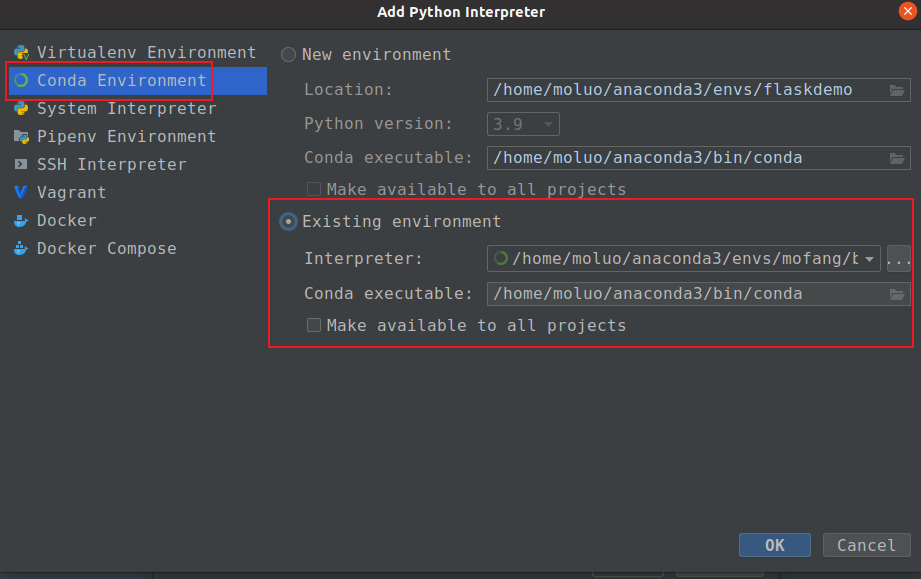 Add Python Interpreter
Virtualenv Environment
Conda Environment
System Interpreter
Pipenv Environment
SSH Interpreter
Vagrant
Docker
Docker Compose
New environment
Location: /home/moluo/anaconda3/envs/flaskdemo
Python version: 3.9
Conda executable: /home/moluo/anaconda3/bin/conda
Make available to all projects
Existing environment
Interpreter: /home/moluo/anaconda3/envs/mofang/b ...
Conda executable: /home/moluo/anaconda3/bin/conda
Make available to all projects
OK Cancel